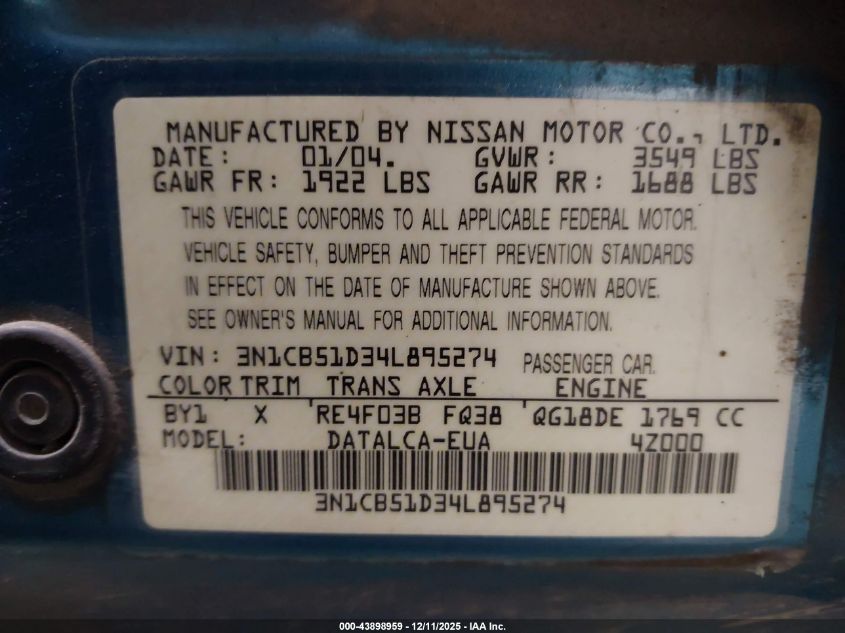 MANUFACTURED BY NISSAN MOTOR CO., LTD.
DATE: 01/04. GVWR: 3549 LBS
GAWR FR: 1922 LBS GAWR RR: 1688 LBS
THIS VEHICLE CONFORMS TO ALL APPLICABLE FEDERAL MOTOR.
VEHICLE SAFETY, BUMPER AND THEFT PREVENTION STANDARDS
IN EFFECT ON THE DATE OF MANUFACTURE SHOWN ABOVE.
SEE OWNER'S MANUAL FOR ADDITIONAL INFORMATION.
VIN: 3N1CB51D34L895274 PASSENGER CAR.
COLOR TRIM TRANS AXLE ENGINE
BY1 X RE4F03B FQ38 QG18DE 1769 CC
MODEL: DATALCA-EUA 4Z000
3N1CB51D34L895274
000-43898959 - 12/11/2025 - IAA Inc.